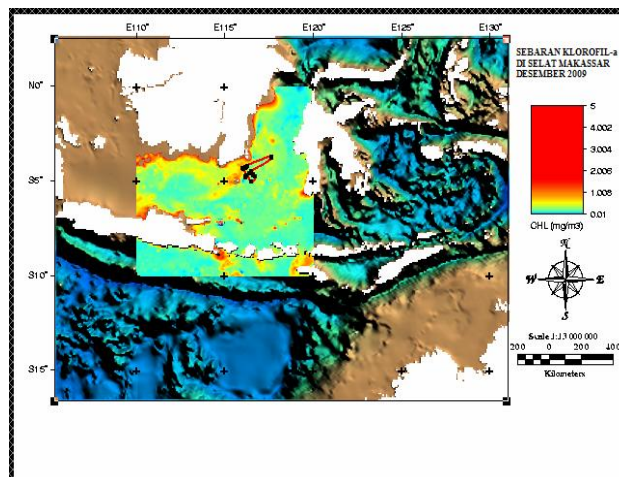 E110° E115° E120° E125° E130°
SEBARAN KLOROFIL-a
DI SELAT MAKASSAR
DESEMBER 2009
N0°
S5°
S10°
S15°
5
4.002
3.005
2.007
1.008
0.01
CHL (mg/m3)
N
W E
S
Scale 1:13 000 000
200 0 200 400
Kilometers